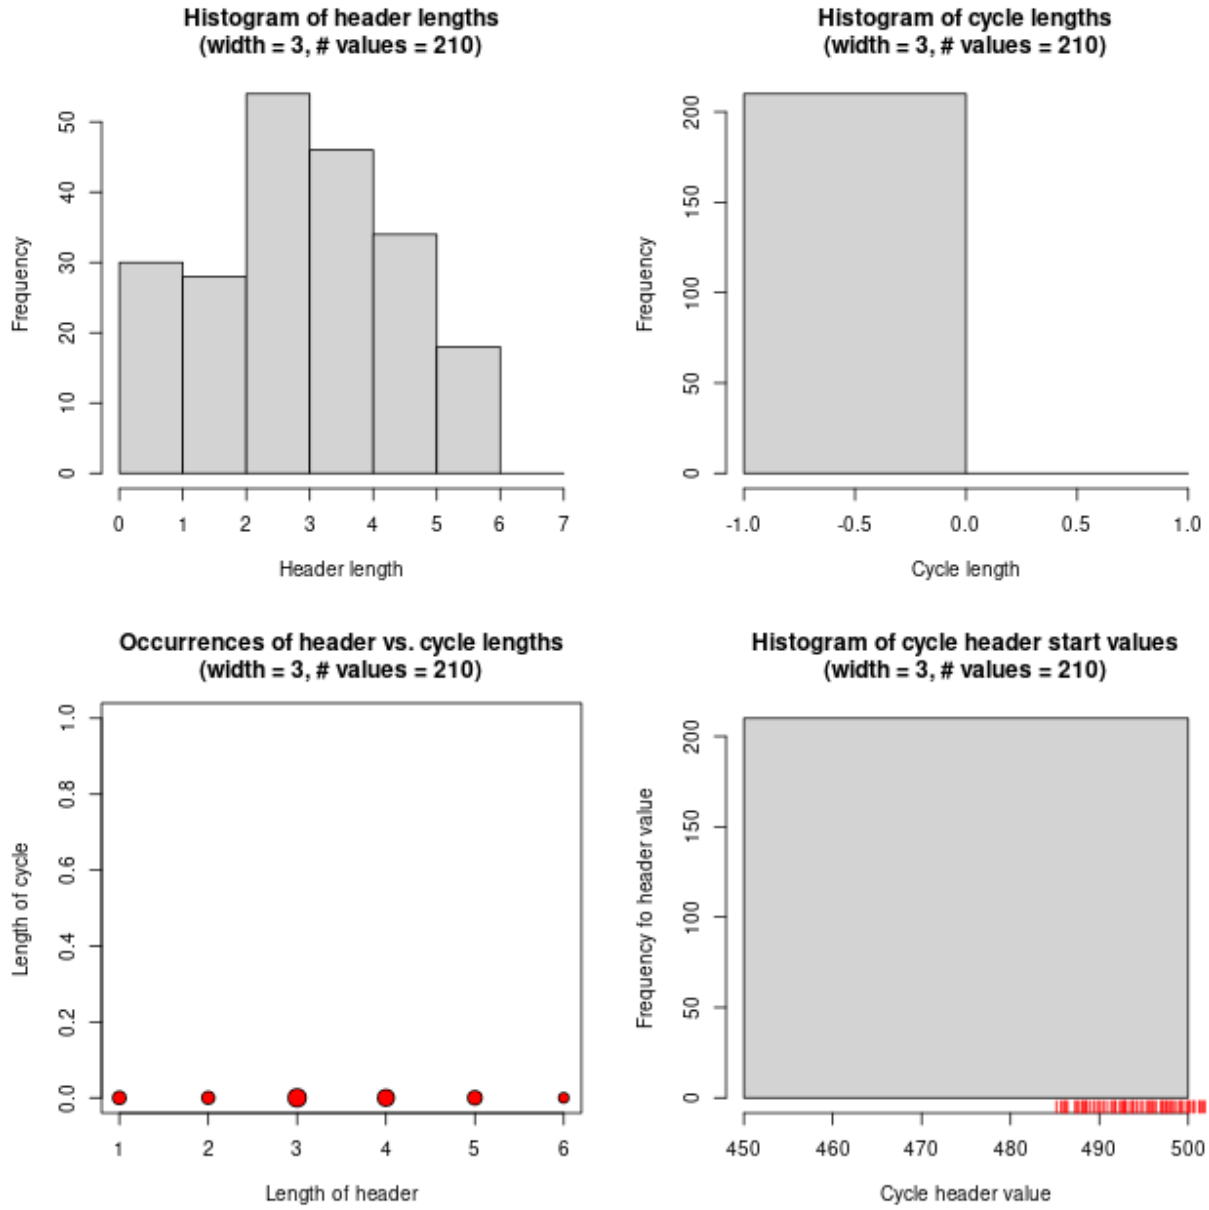 Histogram of header lengths
(width = 3, # values = 210)
Frequency
0
10
20
30
40
50
0 1 2 3 4 5 6 7
Header length
Histogram of cycle lengths
(width = 3, # values = 210)
Frequency
0
50
100
150
200
-1.0 -0.5 0.0 0.5 1.0
Cycle length
Occurrences of header vs. cycle lengths
(width = 3, # values = 210)
Length of cycle
0.0
0.2
0.4
0.6
0.8
1.0
1 2 3 4 5 6
Length of header
Histogram of cycle header start values
(width = 3, # values = 210)
Frequency fo header value
0
50
100
150
200
450 460 470 480 490 500
Cycle header value